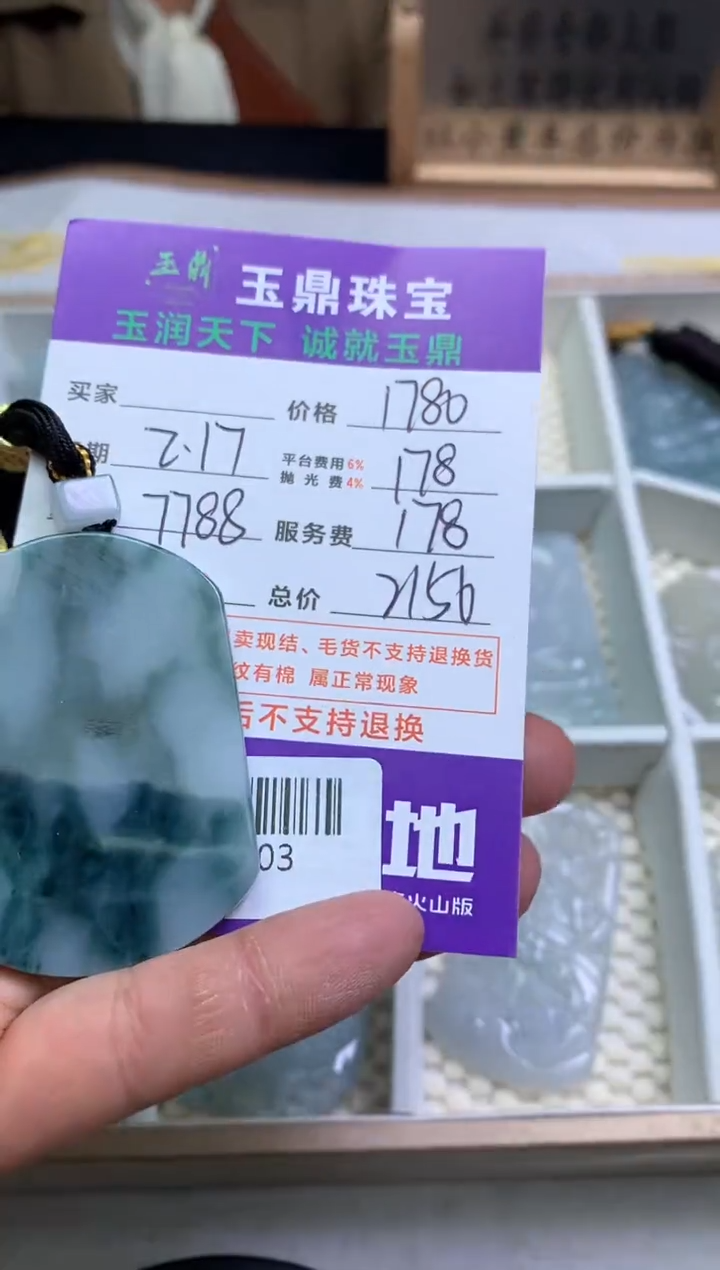 玉鼎 玉鼎珠宝
玉润天下 诚就玉鼎
买家 价格 1780
期 2.17 平台费用6% 抛光费4% 178
7788 服务费 178
总价 2156
卖现结、毛货不支持退换货
纹有棉 属正常现象
后不支持退换
03
地
火山版